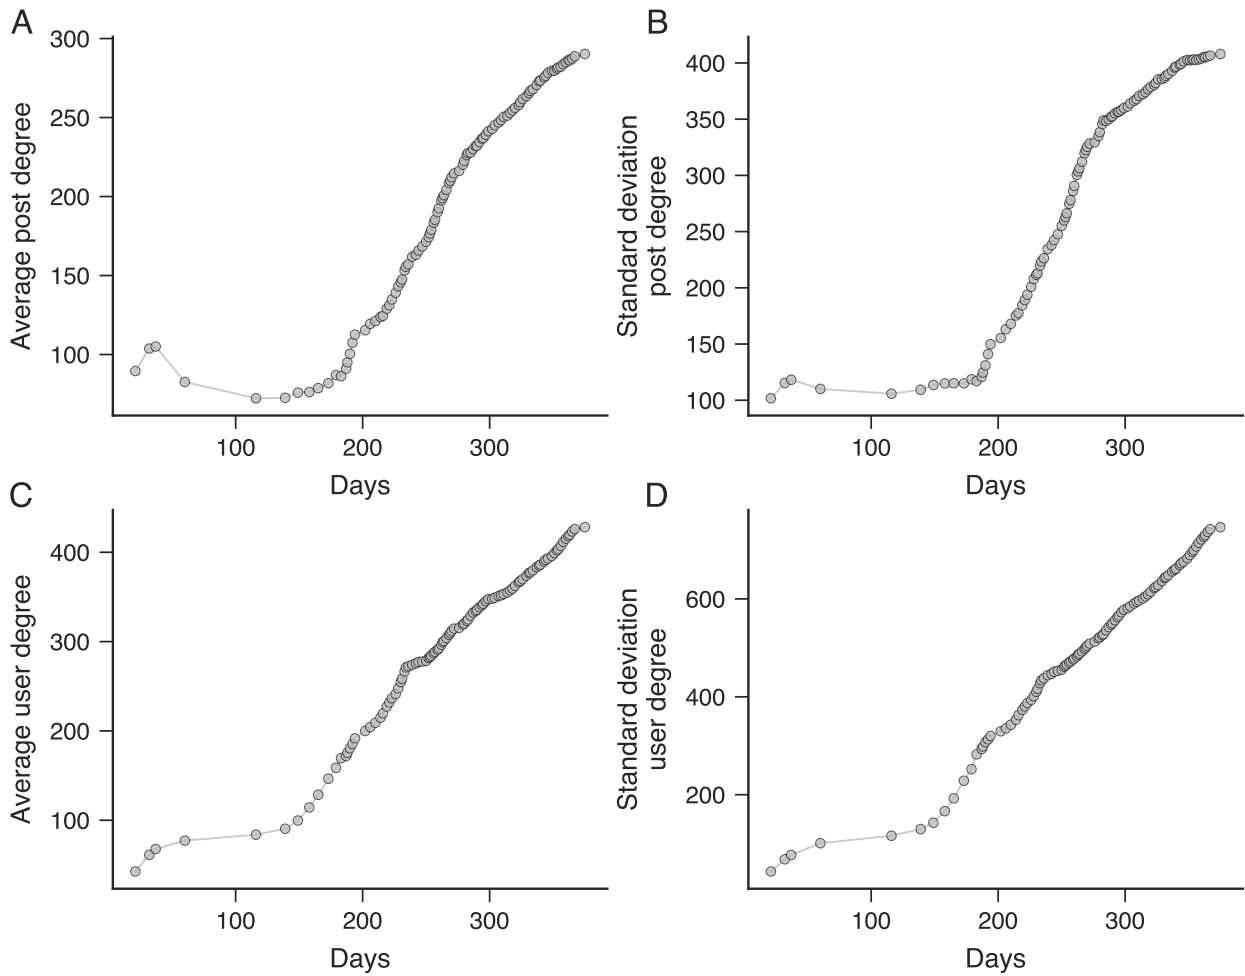 A
Average post degree
300
250
200
150
100
100 200 300
Days
B
Standard deviation
post degree
400
350
300
250
200
150
100
100 200 300
Days
C
Average user degree
400
300
200
100
100 200 300
Days
D
Standard deviation
user degree
600
400
200
100 200 300
Days